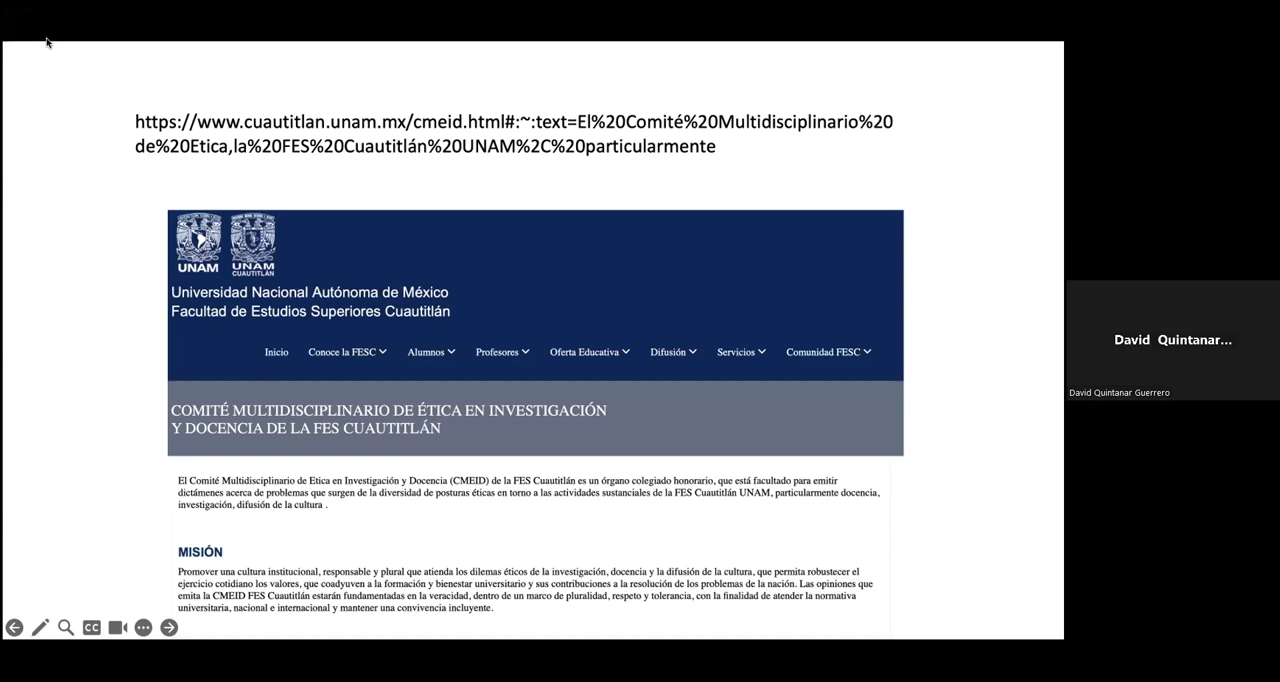 https://www.cuautitlan.unam.mx/cmeid.html#:~:text=El%20Comité%20Multidisciplinario%20
de%20Etica,la%20FES%20Cuautitlán%20UNAM%2C%20particularmente
UNAM
UNAM
CUAUTITLÁN
Universidad Nacional Autónoma de México
Facultad de Estudios Superiores Cuautitlán
Inicio Conoce la FESC Alumnos Profesores Oferta Educativa Difusión Servicios Comunidad FESC
COMITÉ MULTIDISCIPLINARIO DE ÉTICA EN INVESTIGACIÓN
Y DOCENCIA DE LA FES CUAUTITLÁN
El Comité Multidisciplinario de Etica en Investigación y Docencia (CMEID) de la FES Cuautitlán es un órgano colegiado honorario, que está facultado para emitir
dictámenes acerca de problemas que surgen de la diversidad de posturas éticas en torno a las actividades sustanciales de la FES Cuautitlán UNAM, particularmente docencia,
investigación, difusión de la cultura .
MISIÓN
Promover una cultura institucional, responsable y plural que atienda los dilemas éticos de la investigación, docencia y la difusión de la cultura, que permita robustecer el
ejercicio cotidiano los valores, que coadyuven a la formación y bienestar universitario y sus contribuciones a la resolución de los problemas de la nación. Las opiniones que
emita la CMEID FES Cuautitlán estarán fundamentadas en la veracidad, dentro de un marco de pluralidad, respeto y tolerancia, con la finalidad de atender la normativa
universitaria, nacional e internacional y mantener una convivencia incluyente.
CC
David Quintanar...
David Quintanar Guerrero